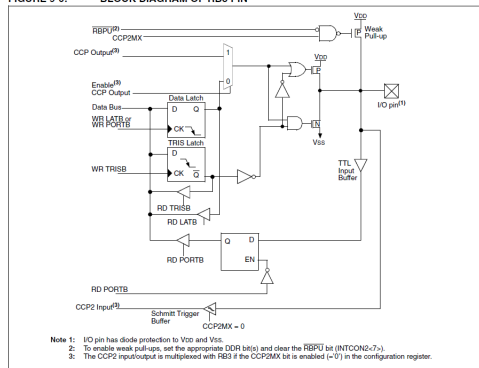 BLOCK DIAGRAM OF RB3 PIN
VDD
RBPU(2)
CCP2MX
P
Weak
Pull-up
CCP Output(3)
1
VDD
P
Enable(3)
CCP Output
0
Data Latch
Data Bus
D Q
I/O pin(1)
WR LATB or
WR PORTB
CK
N
TRIS Latch
D
VSS
WR TRISB
CK Q
TTL
Input
Buffer
RD TRISB
RD LATB
Q D
RD PORTB
EN
RD PORTB
CCP2 Input(3)
Schmitt Trigger
Buffer
CCP2MX = 0
Note 1: I/O pin has diode protection to VDD and VSS.
2: To enable weak pull-ups, set the appropriate DDR bit(s) and clear the RBPU bit (INTCON2<7>).
3: The CCP2 input/output is multiplexed with RB3 if the CCP2MX bit is enabled (='0') in the configuration register.